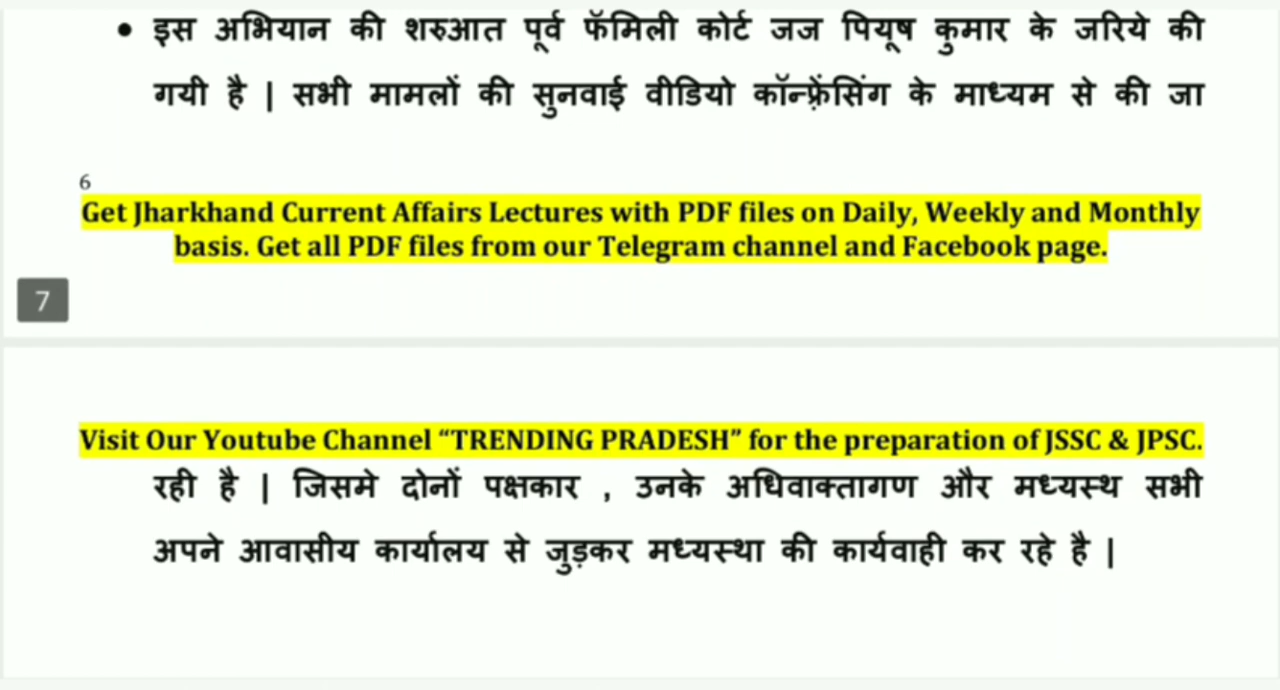 • इस अभियान की शरुआत पूर्व फॅमिली कोर्ट जज पियूष कुमार के जरिये की
गयी है | सभी मामलों की सुनवाई वीडियो कॉन्फ़्रेंसिंग के माध्यम से की जा
6
Get Jharkhand Current Affairs Lectures with PDF files on Daily, Weekly and Monthly
basis. Get all PDF files from our Telegram channel and Facebook page.
7
Visit Our Youtube Channel “TRENDING PRADESH” for the preparation of JSSC & JPSC.
रही है | जिसमे दोनों पक्षकार , उनके अधिवाक्तागण और मध्यस्थ सभी
अपने आवासीय कार्यालय से जुड़कर मध्यस्था की कार्यवाही कर रहे है |